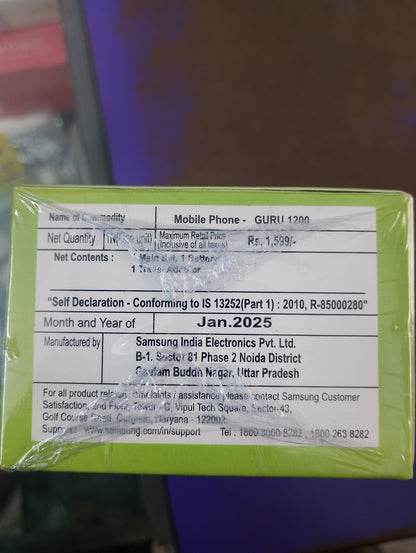 Name of Commodity Mobile Phone - GURU 1200
Net Quantity 1N(One unit) Maximum Retail Price Rs. 1,599/-
(Inclusive of all taxes)
Net Contents : Main Set, 1 Battery
1 Travel Adaptor
"Self Declaration - Conforming to IS 13252(Part 1) : 2010, R-85000280"
Month and Year of Jan.2025
Manufactured by Samsung India Electronics Pvt. Ltd.
B-1. Sector 81 Phase 2 Noida District
Gautam Buddh Nagar, Uttar Pradesh
For all product related complaints / assistance please contact Samsung Customer
Satisfaction, 2nd Floor, Tower - C, Vipul Tech Square, Sector-43,
Golf Course Road, Gurgaon, Haryana - 122002.
Support: www.samsung.com/in/support Tel : 1800 3000 8282 , 1800 263 8282